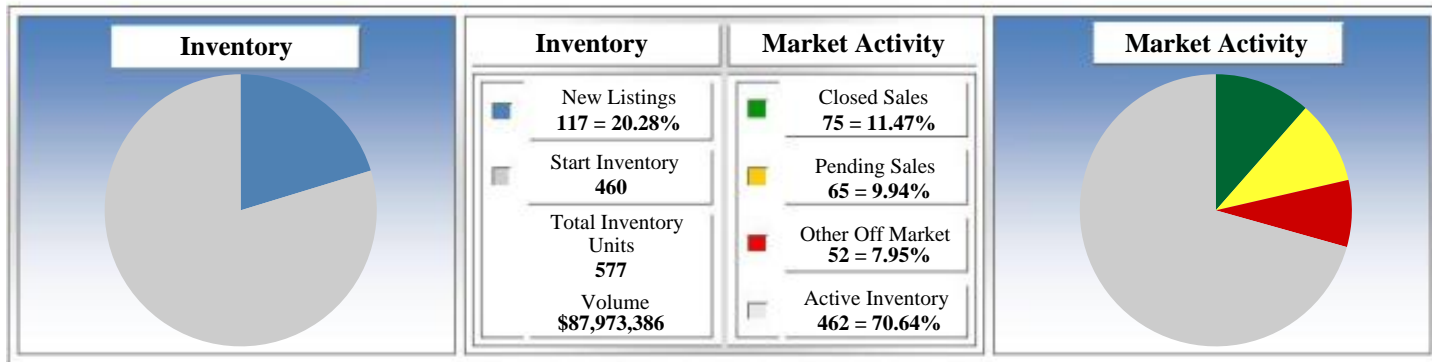 Inventory
Inventory
Market Activity
New Listings
117 = 20.28%
Start Inventory
460
Total Inventory
Units
577
Volume
$87,973,386
Closed Sales
75 = 11.47%
Pending Sales
65 = 9.94%
Other Off Market
52 = 7.95%
Active Inventory
462 = 70.64%
Market Activity